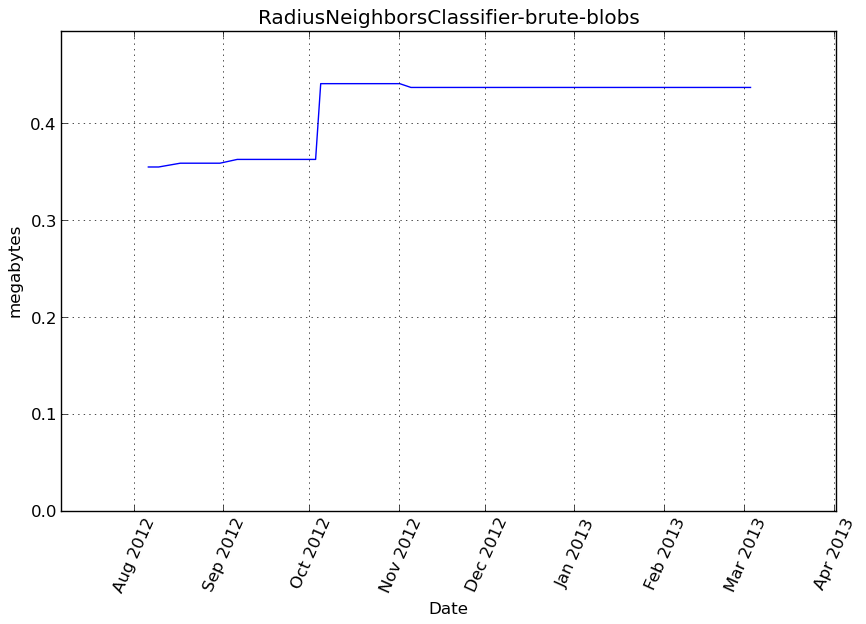 RadiusNeighborsClassifier-brute-blobs
megabytes
0.4
0.3
0.2
0.1
0.0
Aug 2012
Sep 2012
Oct 2012
Nov 2012
Dec 2012
Jan 2013
Feb 2013
Mar 2013
Apr 2013
Date